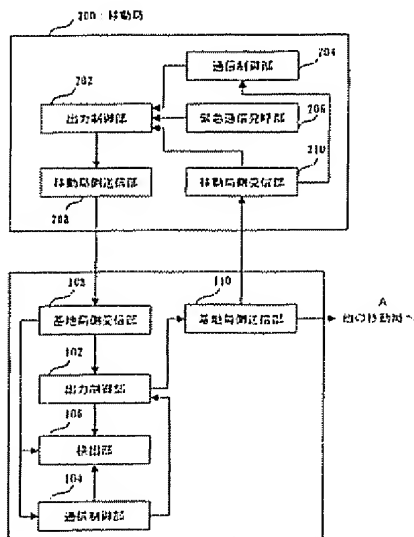 200：移動局
204
通信制御部
202
出力制御部
206
緊急通信発呼部
210
移動局側送信部
移動局側受信部
208
103
110
基地局側受信部
基地局側送信部
A
他の移動局へ
102
出力制御部
106
検出部
104
通信制御部